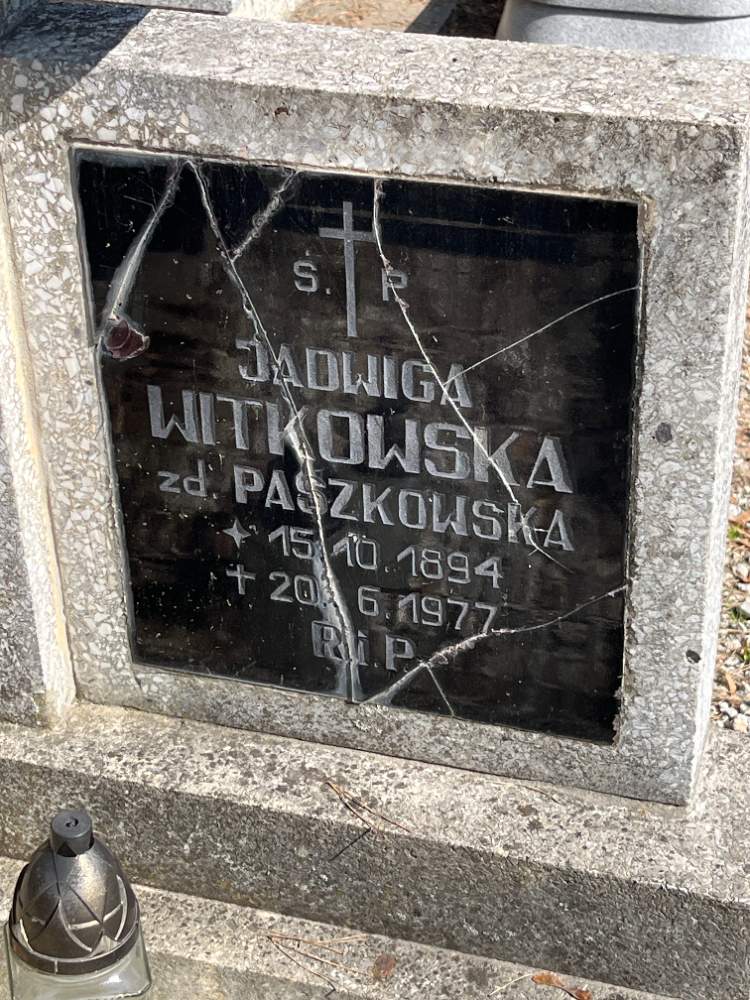 S. P
JADWIGA
WITKOWSKA
zd. PASZKOWSKA
15.10.1894
20.6.1977
R.i.P.